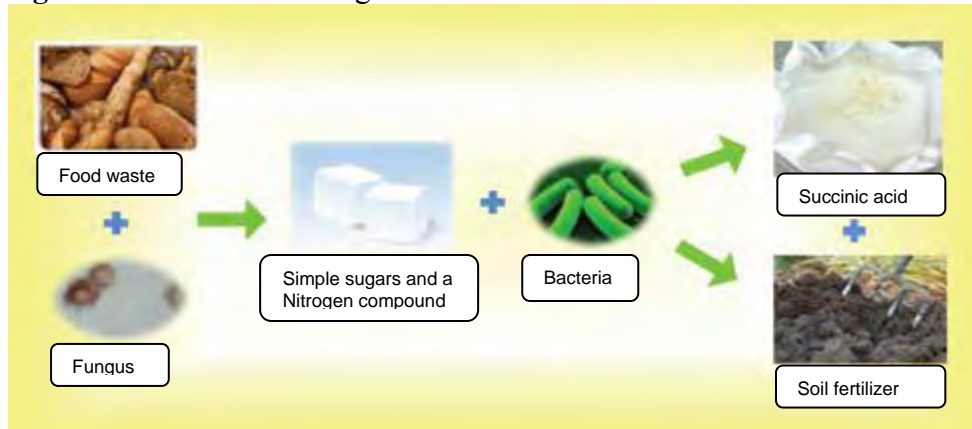 Food waste
Fungus
Simple sugars and a
Nitrogen compound
Bacteria
Succinic acid
Soil fertilizer